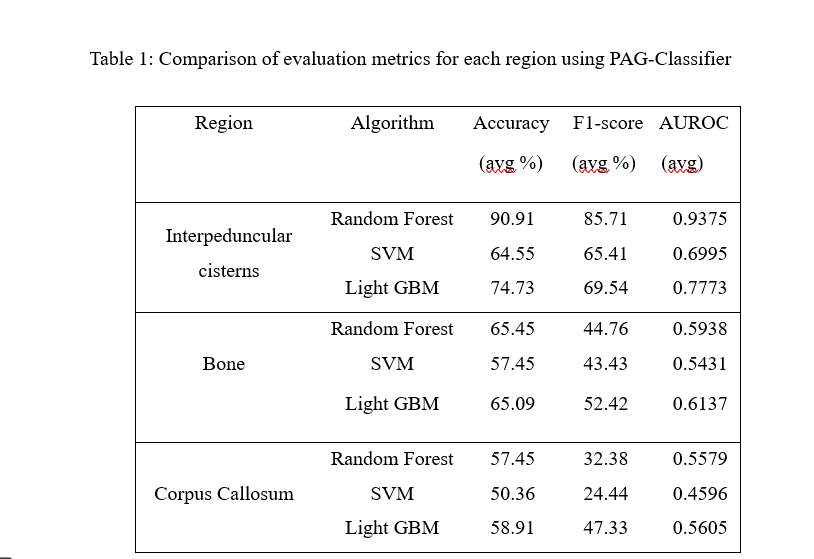 Table 1: Comparison of evaluation metrics for each region using PAG-Classifier
Region Algorithm Accuracy F1-score AUROC
(avg %) (avg %) (avg)
Random Forest 90.91 85.71 0.9375
Interpeduncular
SVM 64.55 65.41 0.6995
cisterns
Light GBM 74.73 69.54 0.7773
Random Forest 65.45 44.76 0.5938
Bone SVM 57.45 43.43 0.5431
Light GBM 65.09 52.42 0.6137
Random Forest 57.45 32.38 0.5579
Corpus Callosum SVM 50.36 24.44 0.4596
Light GBM 58.91 47.33 0.5605